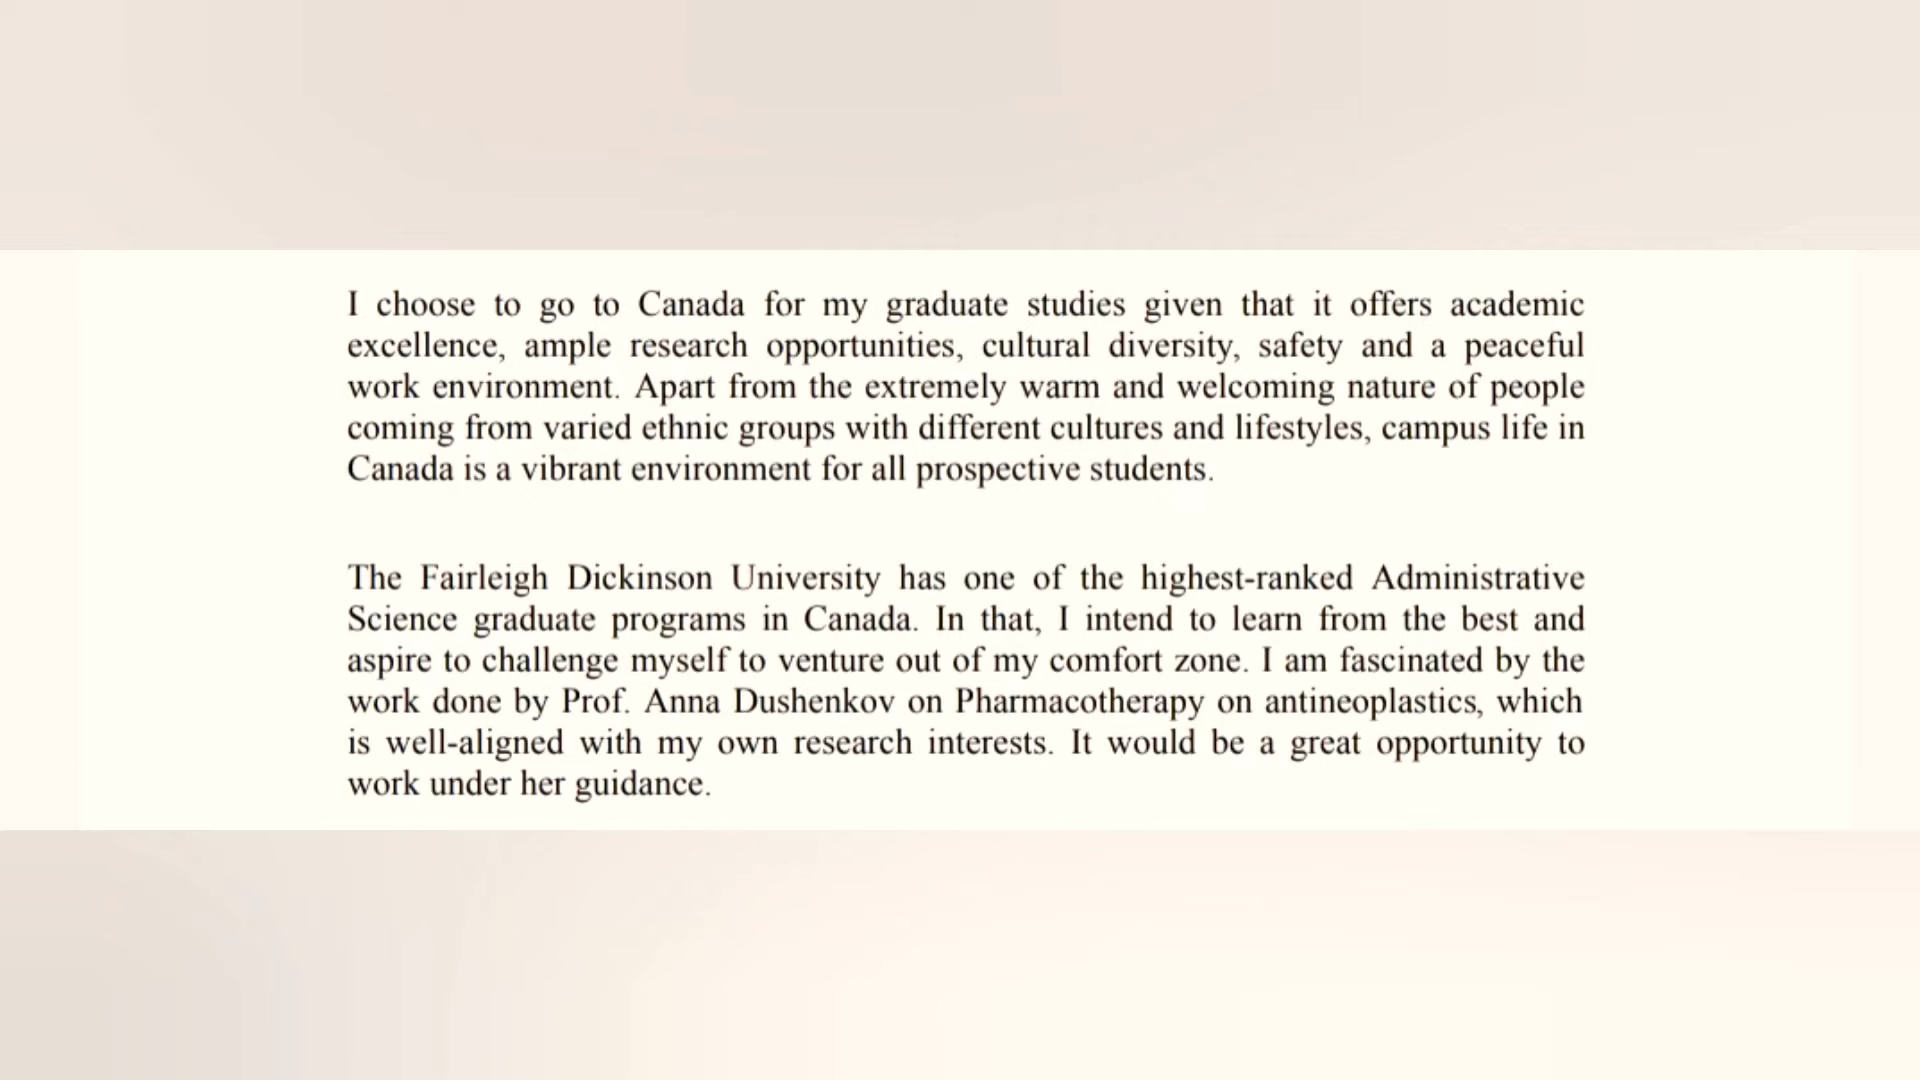 I choose to go to Canada for my graduate studies given that it offers academic
excellence, ample research opportunities, cultural diversity, safety and a peaceful
work environment. Apart from the extremely warm and welcoming nature of people
coming from varied ethnic groups with different cultures and lifestyles, campus life in
Canada is a vibrant environment for all prospective students.
The Fairleigh Dickinson University has one of the highest-ranked Administrative
Science graduate programs in Canada. In that, I intend to learn from the best and
aspire to challenge myself to venture out of my comfort zone. I am fascinated by the
work done by Prof. Anna Dushenkov on Pharmacotherapy on antineoplastics, which
is well-aligned with my own research interests. It would be a great opportunity to
work under her guidance.